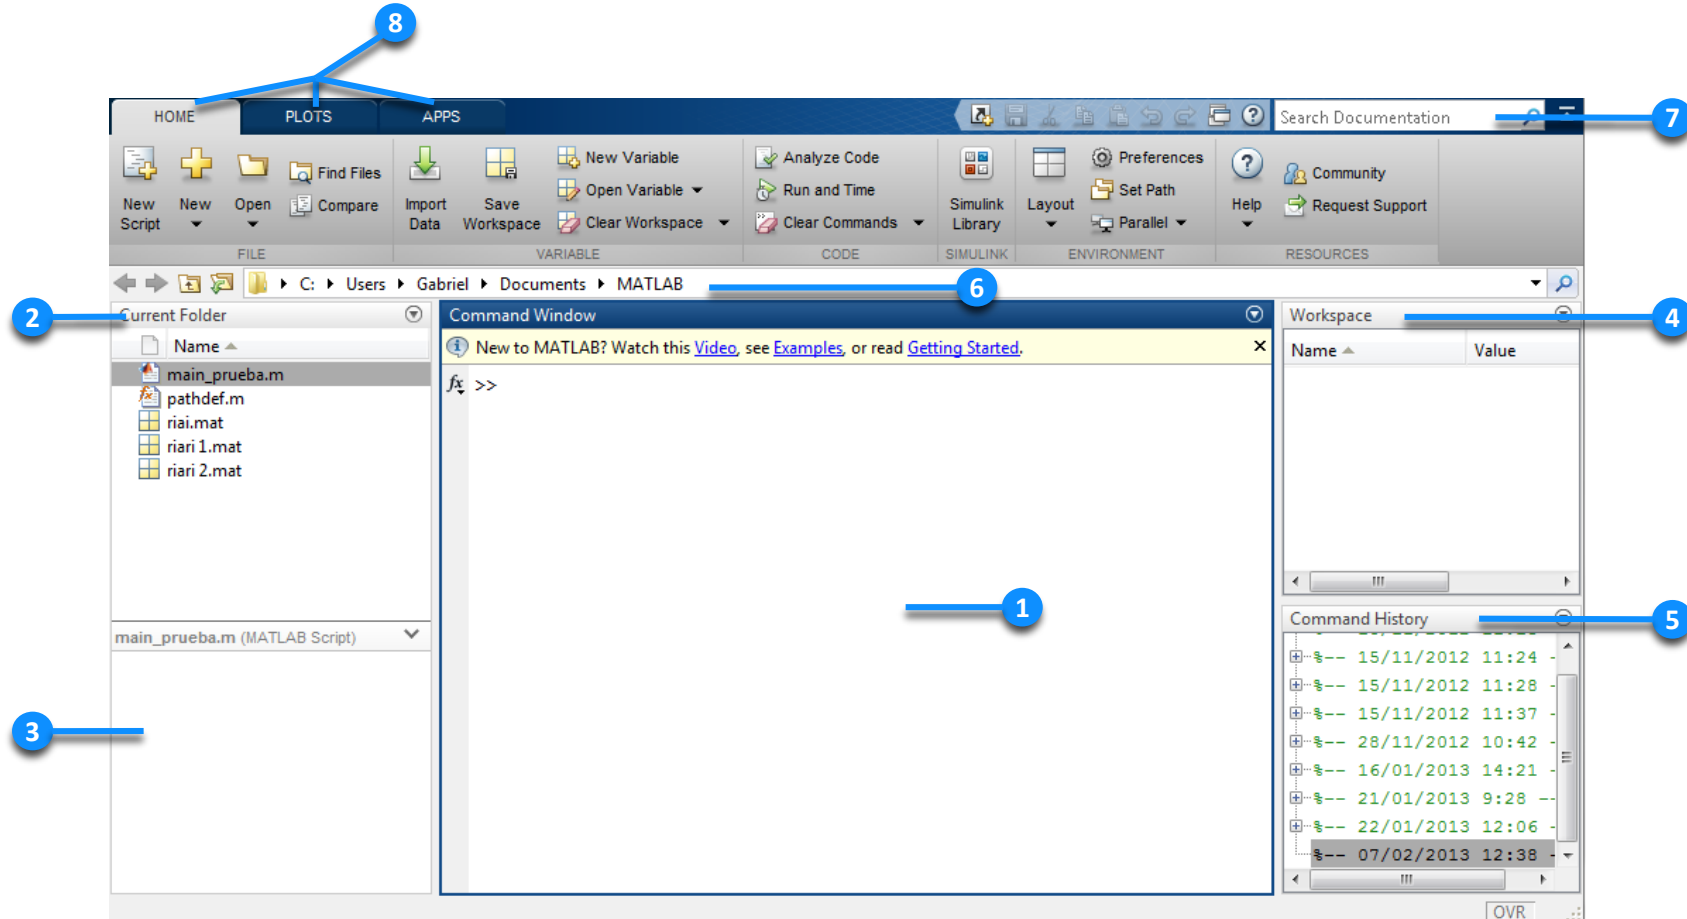 8
HOME PLOTS APPS
Search Documentation
7
New Script
New
Open
Find Files
Compare
FILE
Import Data
Save Workspace
New Variable
Open Variable
Clear Workspace
VARIABLE
Analyze Code
Run and Time
Clear Commands
CODE
Simulink Library
SIMULINK
Layout
Preferences
Set Path
Parallel
ENVIRONMENT
Help
Community
Request Support
RESOURCES
C: Users Gabriel Documents MATLAB
6
2
Current Folder
Name
main_prueba.m
pathdef.m
riai.mat
riari 1.mat
riari 2.mat
main_prueba.m (MATLAB Script)
3
Command Window
New to MATLAB? Watch this Video, see Examples, or read Getting Started.
fx >>
1
Workspace
4
Name Value
Command History
5
%-- 15/11/2012 11:24 -
%-- 15/11/2012 11:28 -
%-- 15/11/2012 11:37 -
%-- 28/11/2012 10:42 -
%-- 16/01/2013 14:21 -
%-- 21/01/2013 9:28 --
%-- 22/01/2013 12:06 -
%-- 07/02/2013 12:38 -
OVR